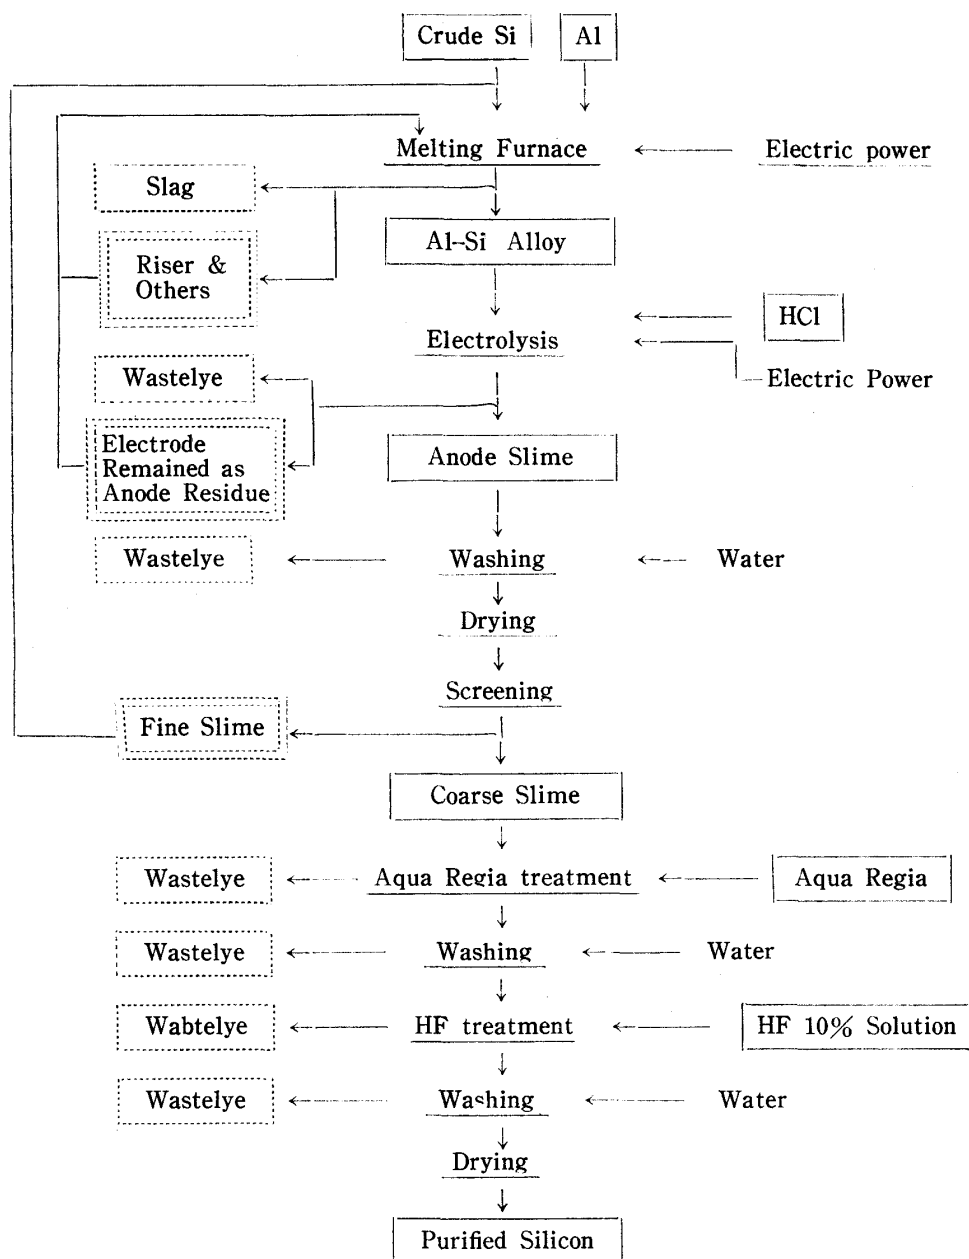 Crude Si
Al
Melting Furnace
Electric power
Slag
Al-Si Alloy
Riser &
Others
HCl
Electrolysis
Wastelye
Electric Power
Electrode
Remained as
Anode Residue
Anode Slime
Wastelye
Washing
Water
Drying
Screening
Fine Slime
Coarse Slime
Wastelye
Aqua Regia treatment
Aqua Regia
Wastelye
Washing
Water
Wabtelye
HF treatment
HF 10% Solution
Wastelye
Washing
Water
Drying
Purified Silicon